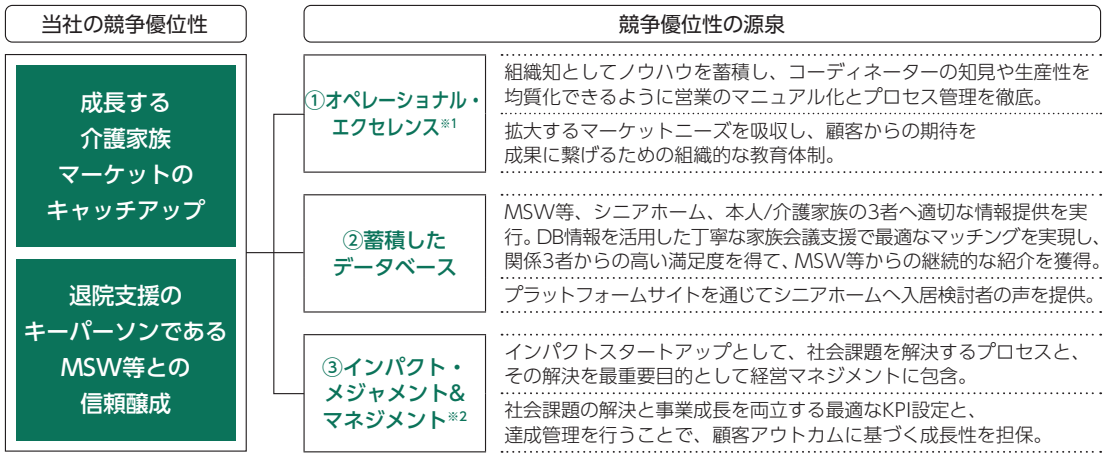 当社の競争優位性
競争優位性の源泉
成長する
介護家族
マーケットの
キャッチアップ
退院支援の
キーパーソンである
MSW等との
信頼醸成
①オペレーショナル・
エクセレンス※1
組織知としてノウハウを蓄積し、コーディネーターの知見や生産性を
均質化できるように営業のマニュアル化とプロセス管理を徹底。
拡大するマーケットニーズを吸収し、顧客からの期待を
成果に繋げるための組織的な教育体制。
②蓄積した
データベース
MSW等、シニアホーム、本人/介護家族の3者へ適切な情報提供を実
行。DB情報を活用した丁寧な家族会議支援で最適なマッチングを実現し、
関係3者からの高い満足度を得て、MSW等からの継続的な紹介を獲得。
プラットフォームサイトを通じてシニアホームへ入居検討者の声を提供。
③インパクト・
メジャメント&
マネジメント※2
インパクトスタートアップとして、社会課題を解決するプロセスと、
その解決を最重要目的として経営マネジメントに包含。
社会課題の解決と事業成長を両立する最適なKPI設定と、
達成管理を行うことで、顧客アウトカムに基づく成長性を担保。